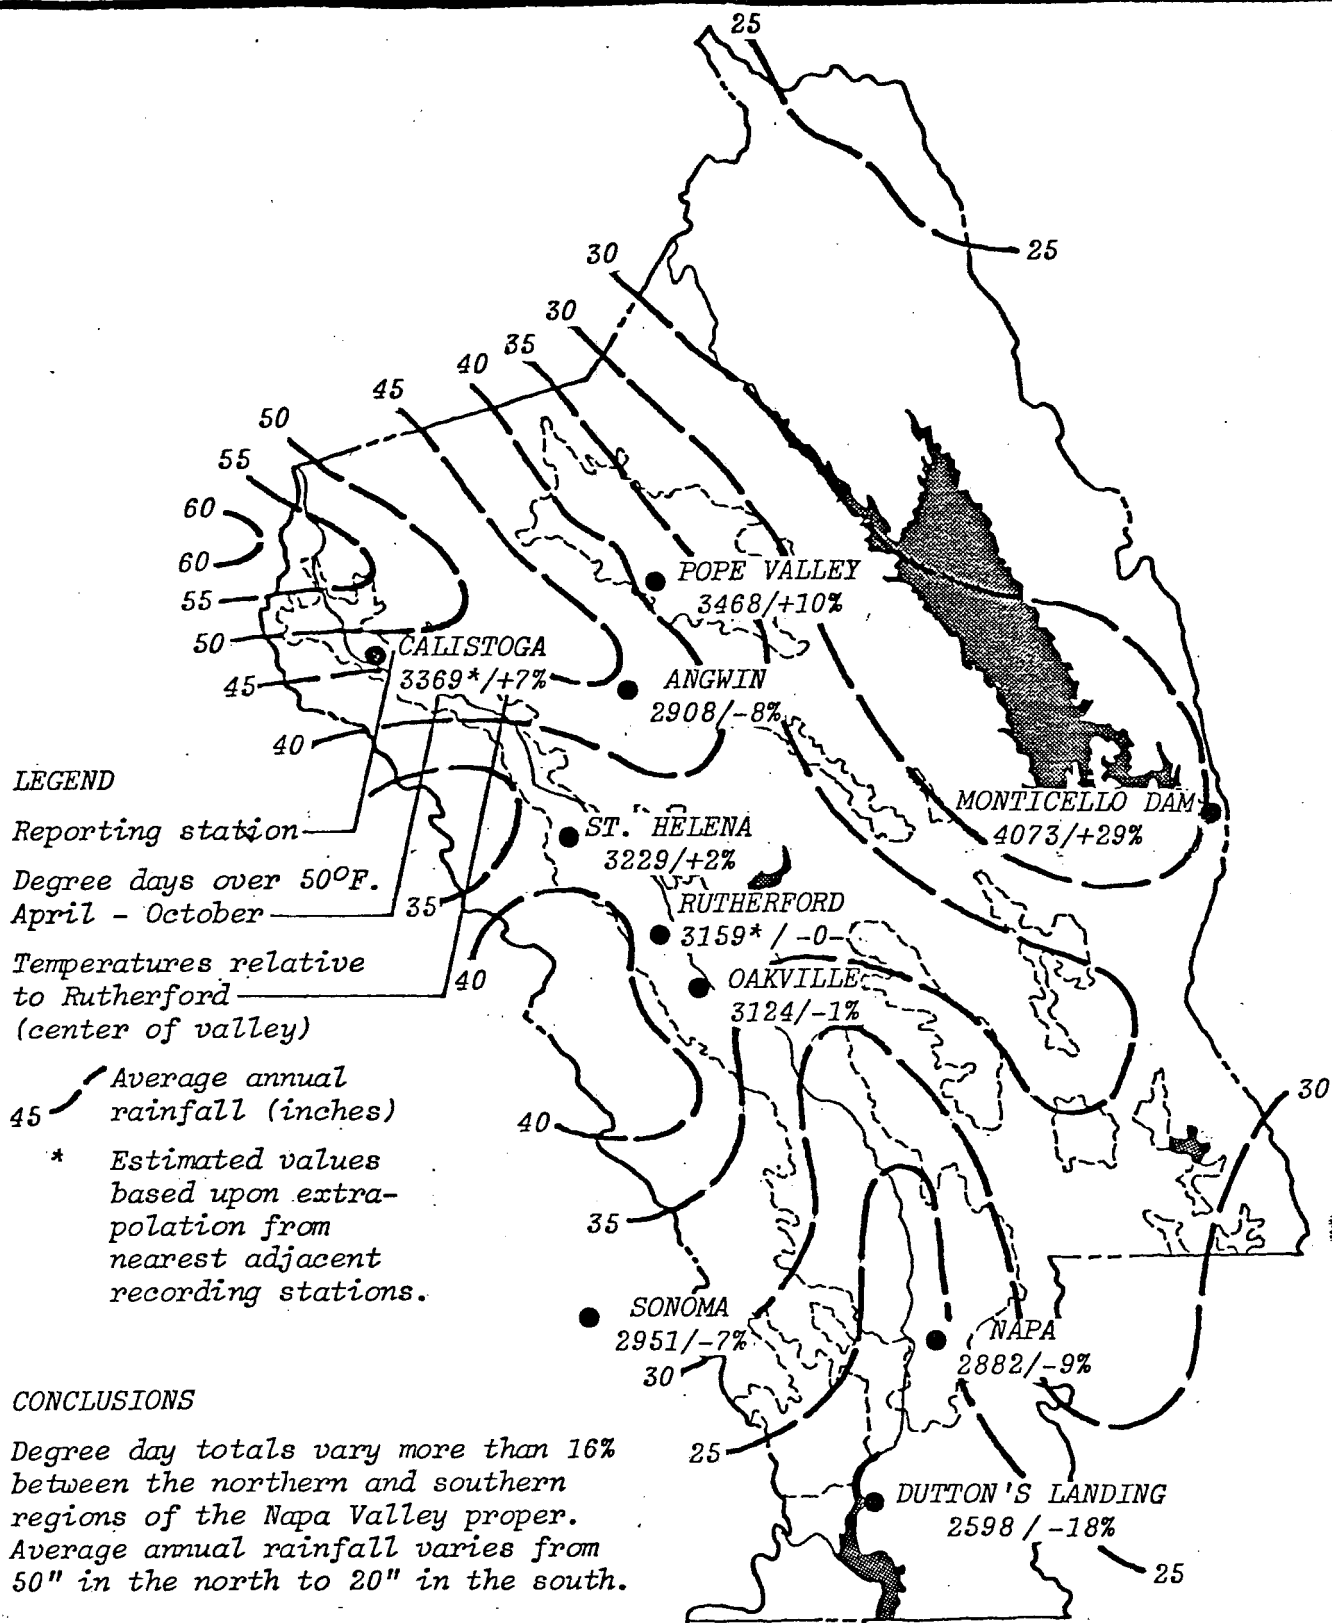 25
25
30
30
35
40
45
50
55
60
60
55
50
45
40
POPE VALLEY
3468/+10%
CALISTOGA
3369*/+7%
ANGWIN
2908/-8%
MONTICELLO DAM
4073/+29%
ST. HELENA
3229/+2%
RUTHERFORD
3159*/-0-
OAKVILLE
3124/-1%
35
40
40
35
30
SONOMA
2951/-7%
30
NAPA
2882/-9%
25
DUTTON'S LANDING
2598/-18%
25
LEGEND
Reporting station
Degree days over 50°F.
April - October
Temperatures relative
to Rutherford
(center of valley)
45
Average annual
rainfall (inches)
* Estimated values
based upon extra-
polation from
nearest adjacent
recording stations.
CONCLUSIONS
Degree day totals vary more than 16%
between the northern and southern
regions of the Napa Valley proper.
Average annual rainfall varies from
50" in the north to 20" in the south.